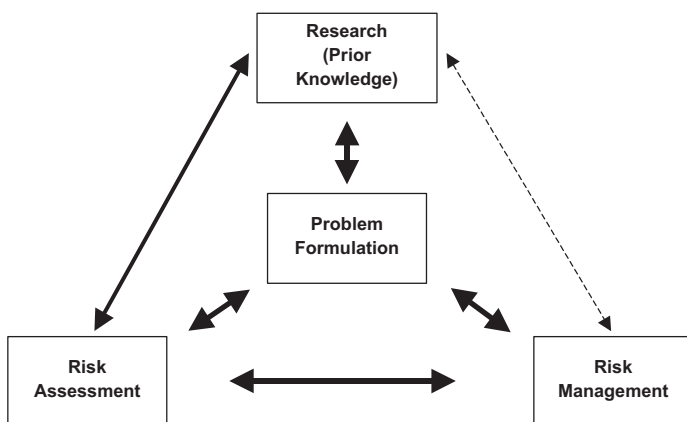 Research
(Prior
Knowledge)
Problem
Formulation
Risk
Assessment
Risk
Management